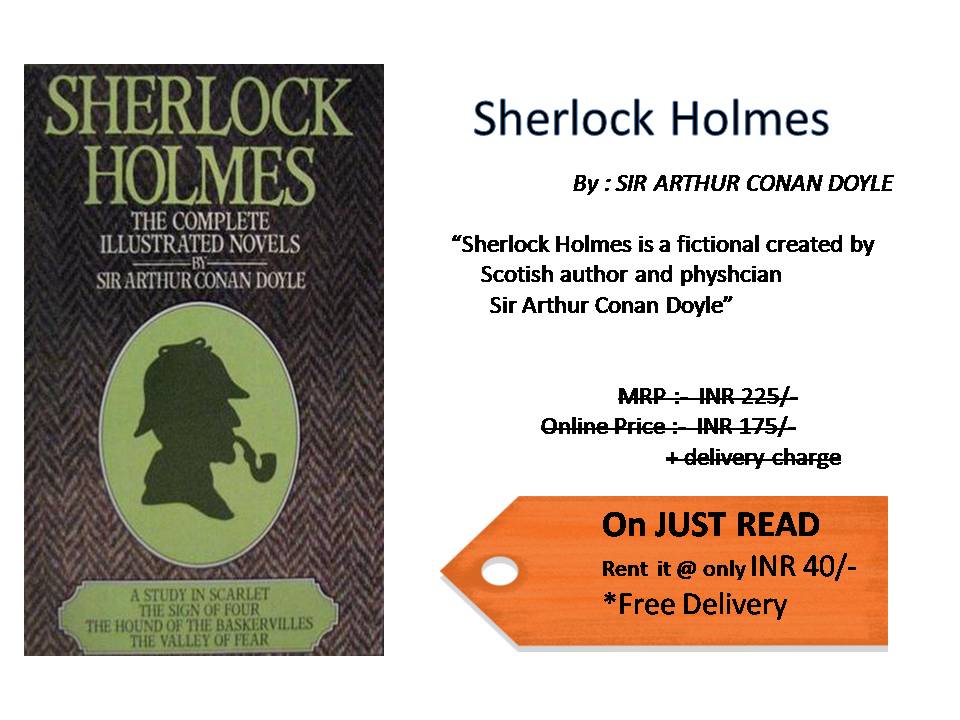 SHERLOCK
HOLMES
THE COMPLETE
ILLUSTRATED NOVELS
BY
SIR ARTHUR CONAN DOYLE
A STUDY IN SCARLET
THE SIGN OF FOUR
THE HOUND OF THE BASKERVILLES
THE VALLEY OF FEAR
Sherlock Holmes
By : SIR ARTHUR CONAN DOYLE
“Sherlock Holmes is a fictional created by
Scotish author and physhcian
Sir Arthur Conan Doyle”
MRP :- INR 225/-
Online Price :- INR 175/-
+ delivery charge
On JUST READ
Rent it @ only INR 40/-
*Free Delivery